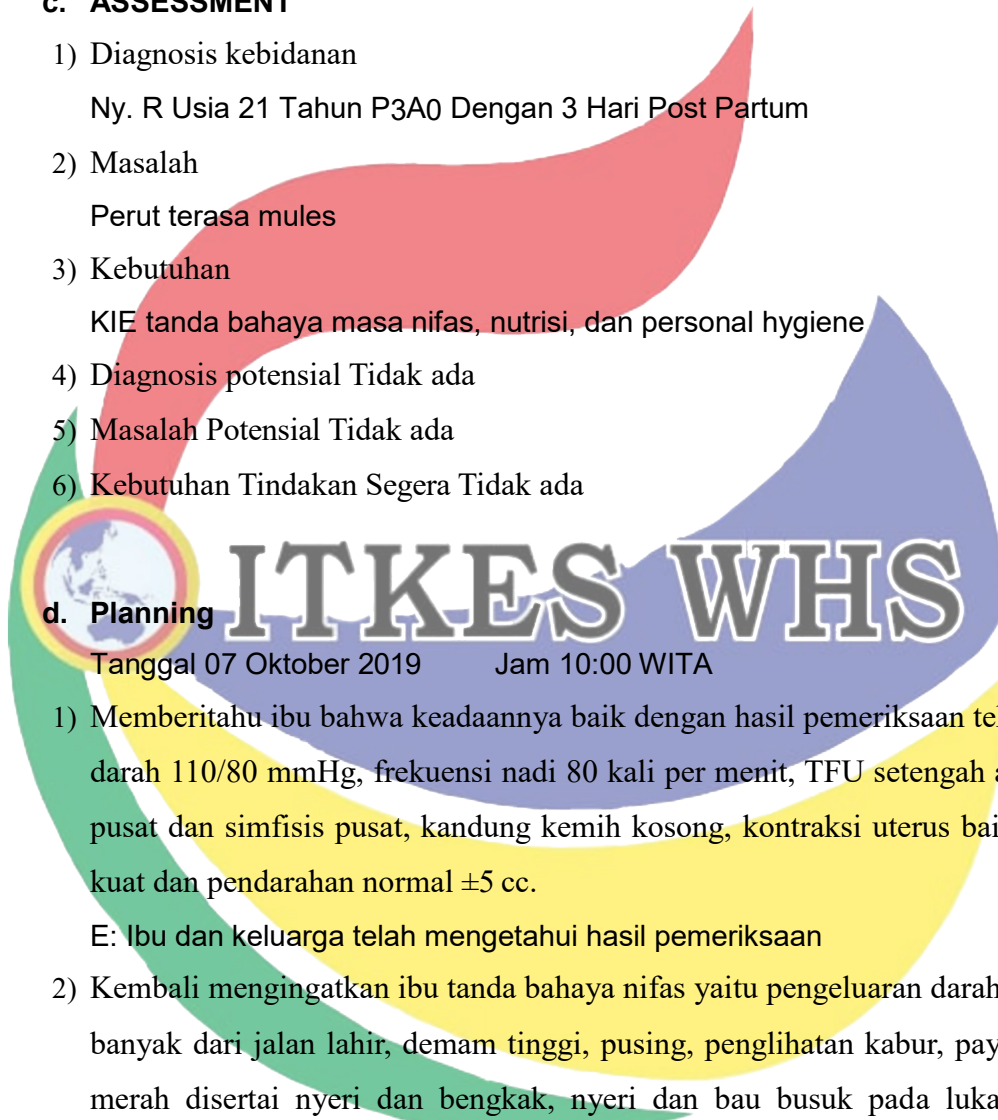 c. ASSESSMENT
1) Diagnosis kebidanan
Ny. R Usia 21 Tahun P3A0 Dengan 3 Hari Post Partum
2) Masalah
Perut terasa mules
3) Kebutuhan
KIE tanda bahaya masa nifas, nutrisi, dan personal hygiene
4) Diagnosis potensial Tidak ada
5) Masalah Potensial Tidak ada
6) Kebutuhan Tindakan Segera Tidak ada
ITKES WHS
d. Planning
Tanggal 07 Oktober 2019 Jam 10:00 WITA
1) Memberitahu ibu bahwa keadaannya baik dengan hasil pemeriksaan
darah 110/80 mmHg, frekuensi nadi 80 kali per menit, TFU setengah
pusat dan simfisis pusat, kandung kemih kosong, kontraksi uterus
kuat dan pendarahan normal ±5 cc.
E: Ibu dan keluarga telah mengetahui hasil pemeriksaan
2) Kembali mengingatkan ibu tanda bahaya nifas yaitu pengeluaran darah
banyak dari jalan lahir, demam tinggi, pusing, penglihatan kabur,
merah disertai nyeri dan bengkak, nyeri dan bau busuk pada luka